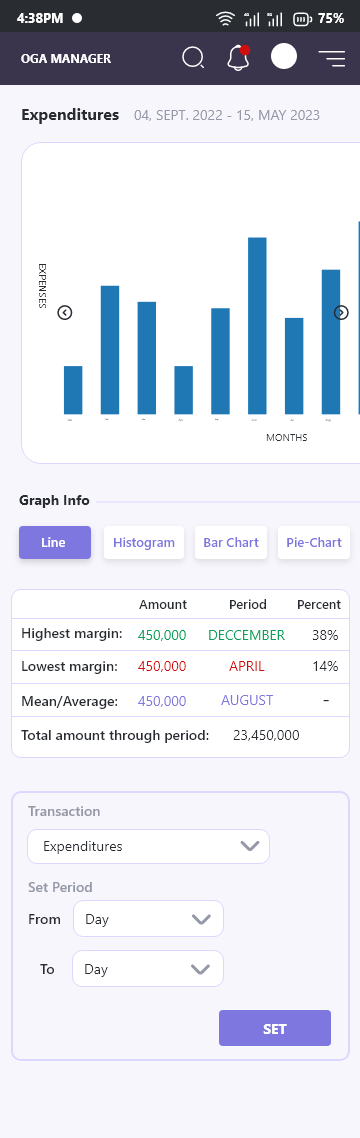 4:38PM 75%
OGA MANAGER
Expenditures 04, SEPT. 2022 - 15, MAY 2023
EXPENSES
MONTHS
Graph Info
Line Histogram Bar Chart Pie-Chart
Amount Period Percent
Highest margin: 450,000 DECCEMBER 38%
Lowest margin: 450,000 APRIL 14%
Mean/Average: 450,000 AUGUST -
Total amount through period: 23,450,000
Transaction
Expenditures
Set Period
From Day
To Day
SET